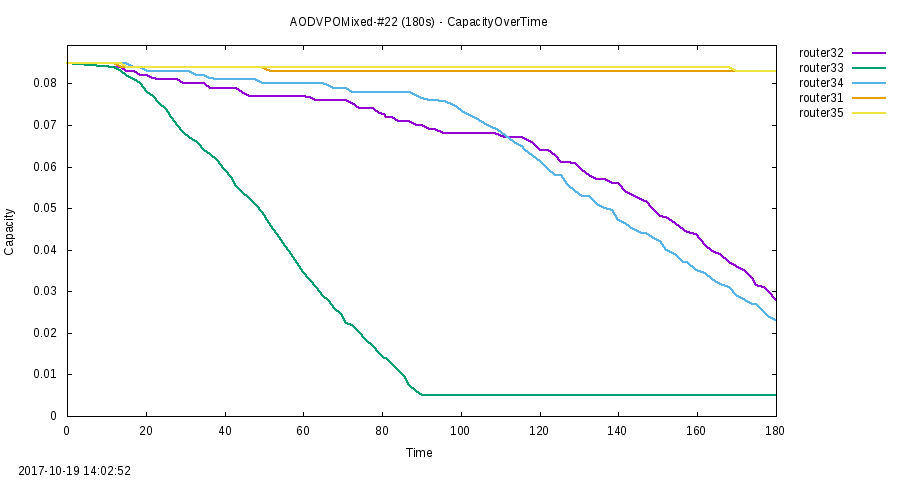 AODVPOMixed-#22 (180s) - CapacityOverTime
router32
router33
router34
router31
router35
0.08
0.07
0.06
0.05
0.04
0.03
0.02
0.01
0
Capacity
0 20 40 60 80 100 120 140 160 180
Time
2017-10-19 14:02:52